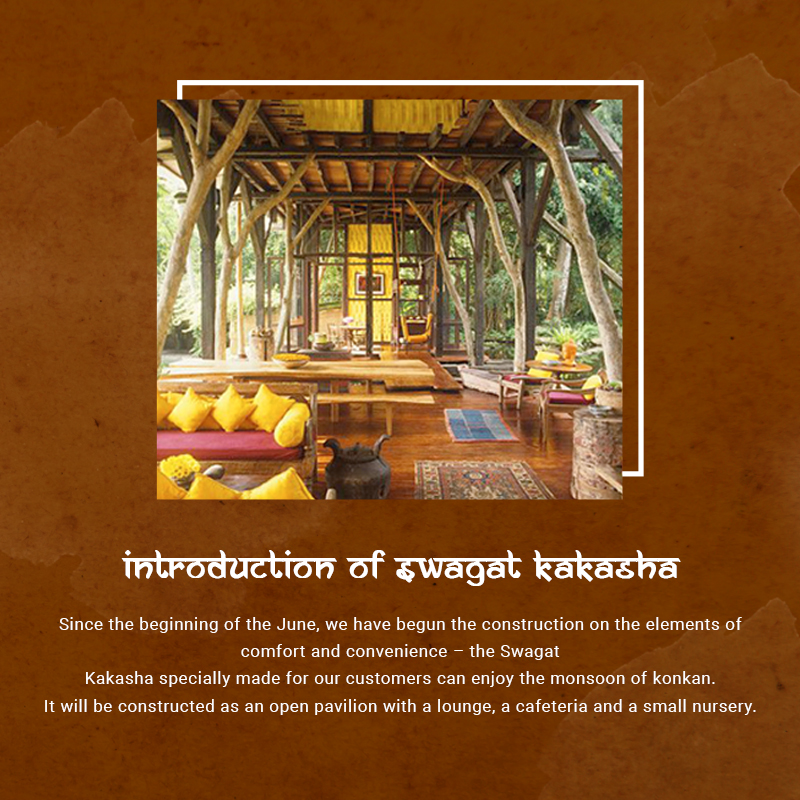 introduction of swagat kakasha
Since the beginning of the June, we have begun the construction on the elements of
comfort and convenience – the Swagat
Kakasha specially made for our customers can enjoy the monsoon of konkan.
It will be constructed as an open pavilion with a lounge, a cafeteria and a small nursery.